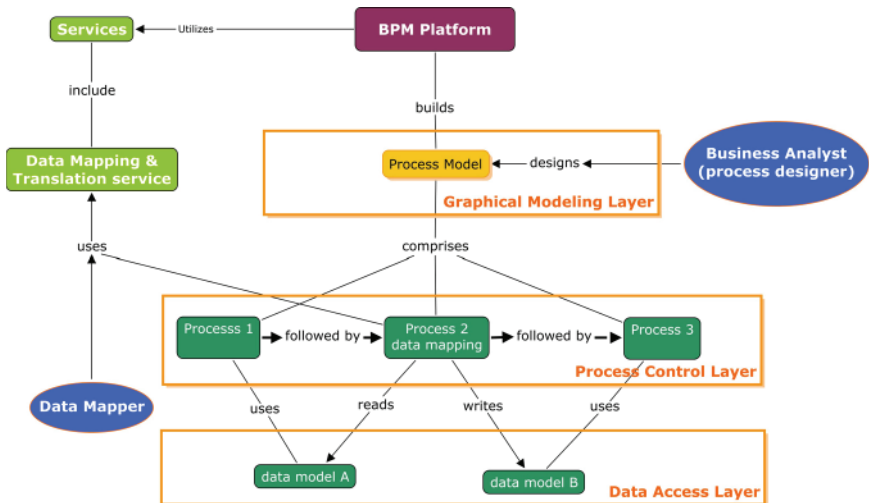 Services
Utilizes
BPM Platform
include
builds
Data Mapping &
Translation service
Process Model
designs
Business Analyst
(process designer)
Graphical Modeling Layer
uses
comprises
Processs 1
followed by
Process 2
data mapping
followed by
Process 3
Process Control Layer
Data Mapper
uses
reads
writes
uses
data model A
data model B
Data Access Layer